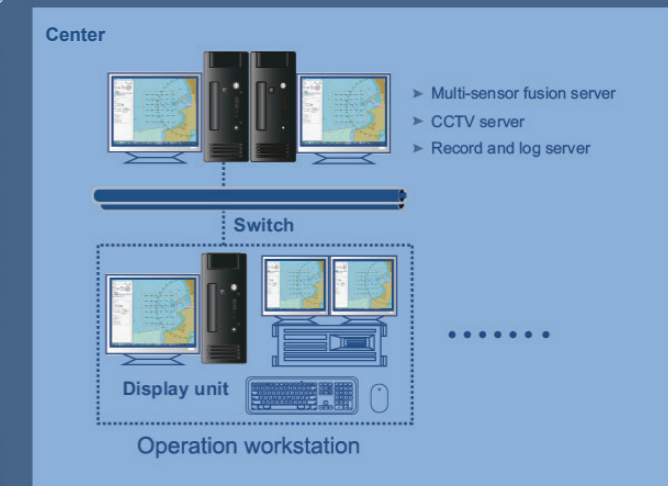 Center
➤ Multi-sensor fusion server
➤ CCTV server
➤ Record and log server
Switch
Display unit
Operation workstation